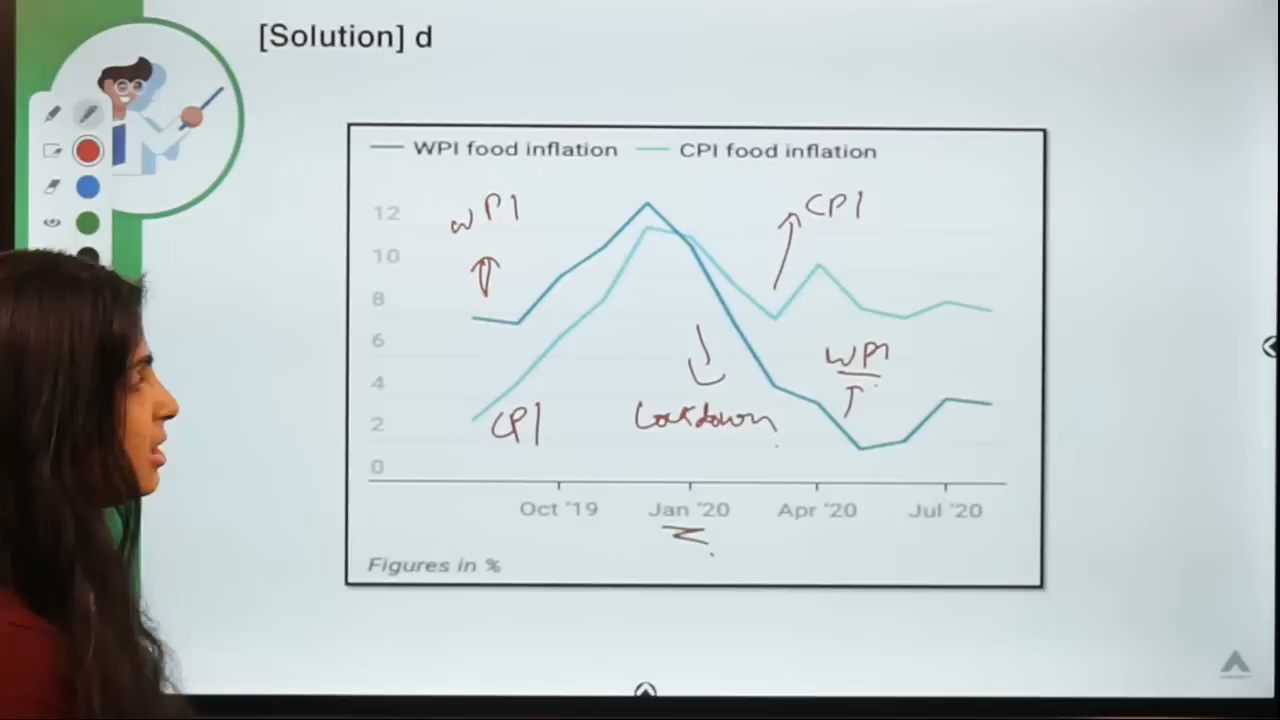 [Solution] d
WPI food inflation CPI food inflation
12
10
8
6
4
2
0
WPI
CPI
CPI
WPI
Lockdown
Oct '19 Jan '20 Apr '20 Jul '20
Figures in %